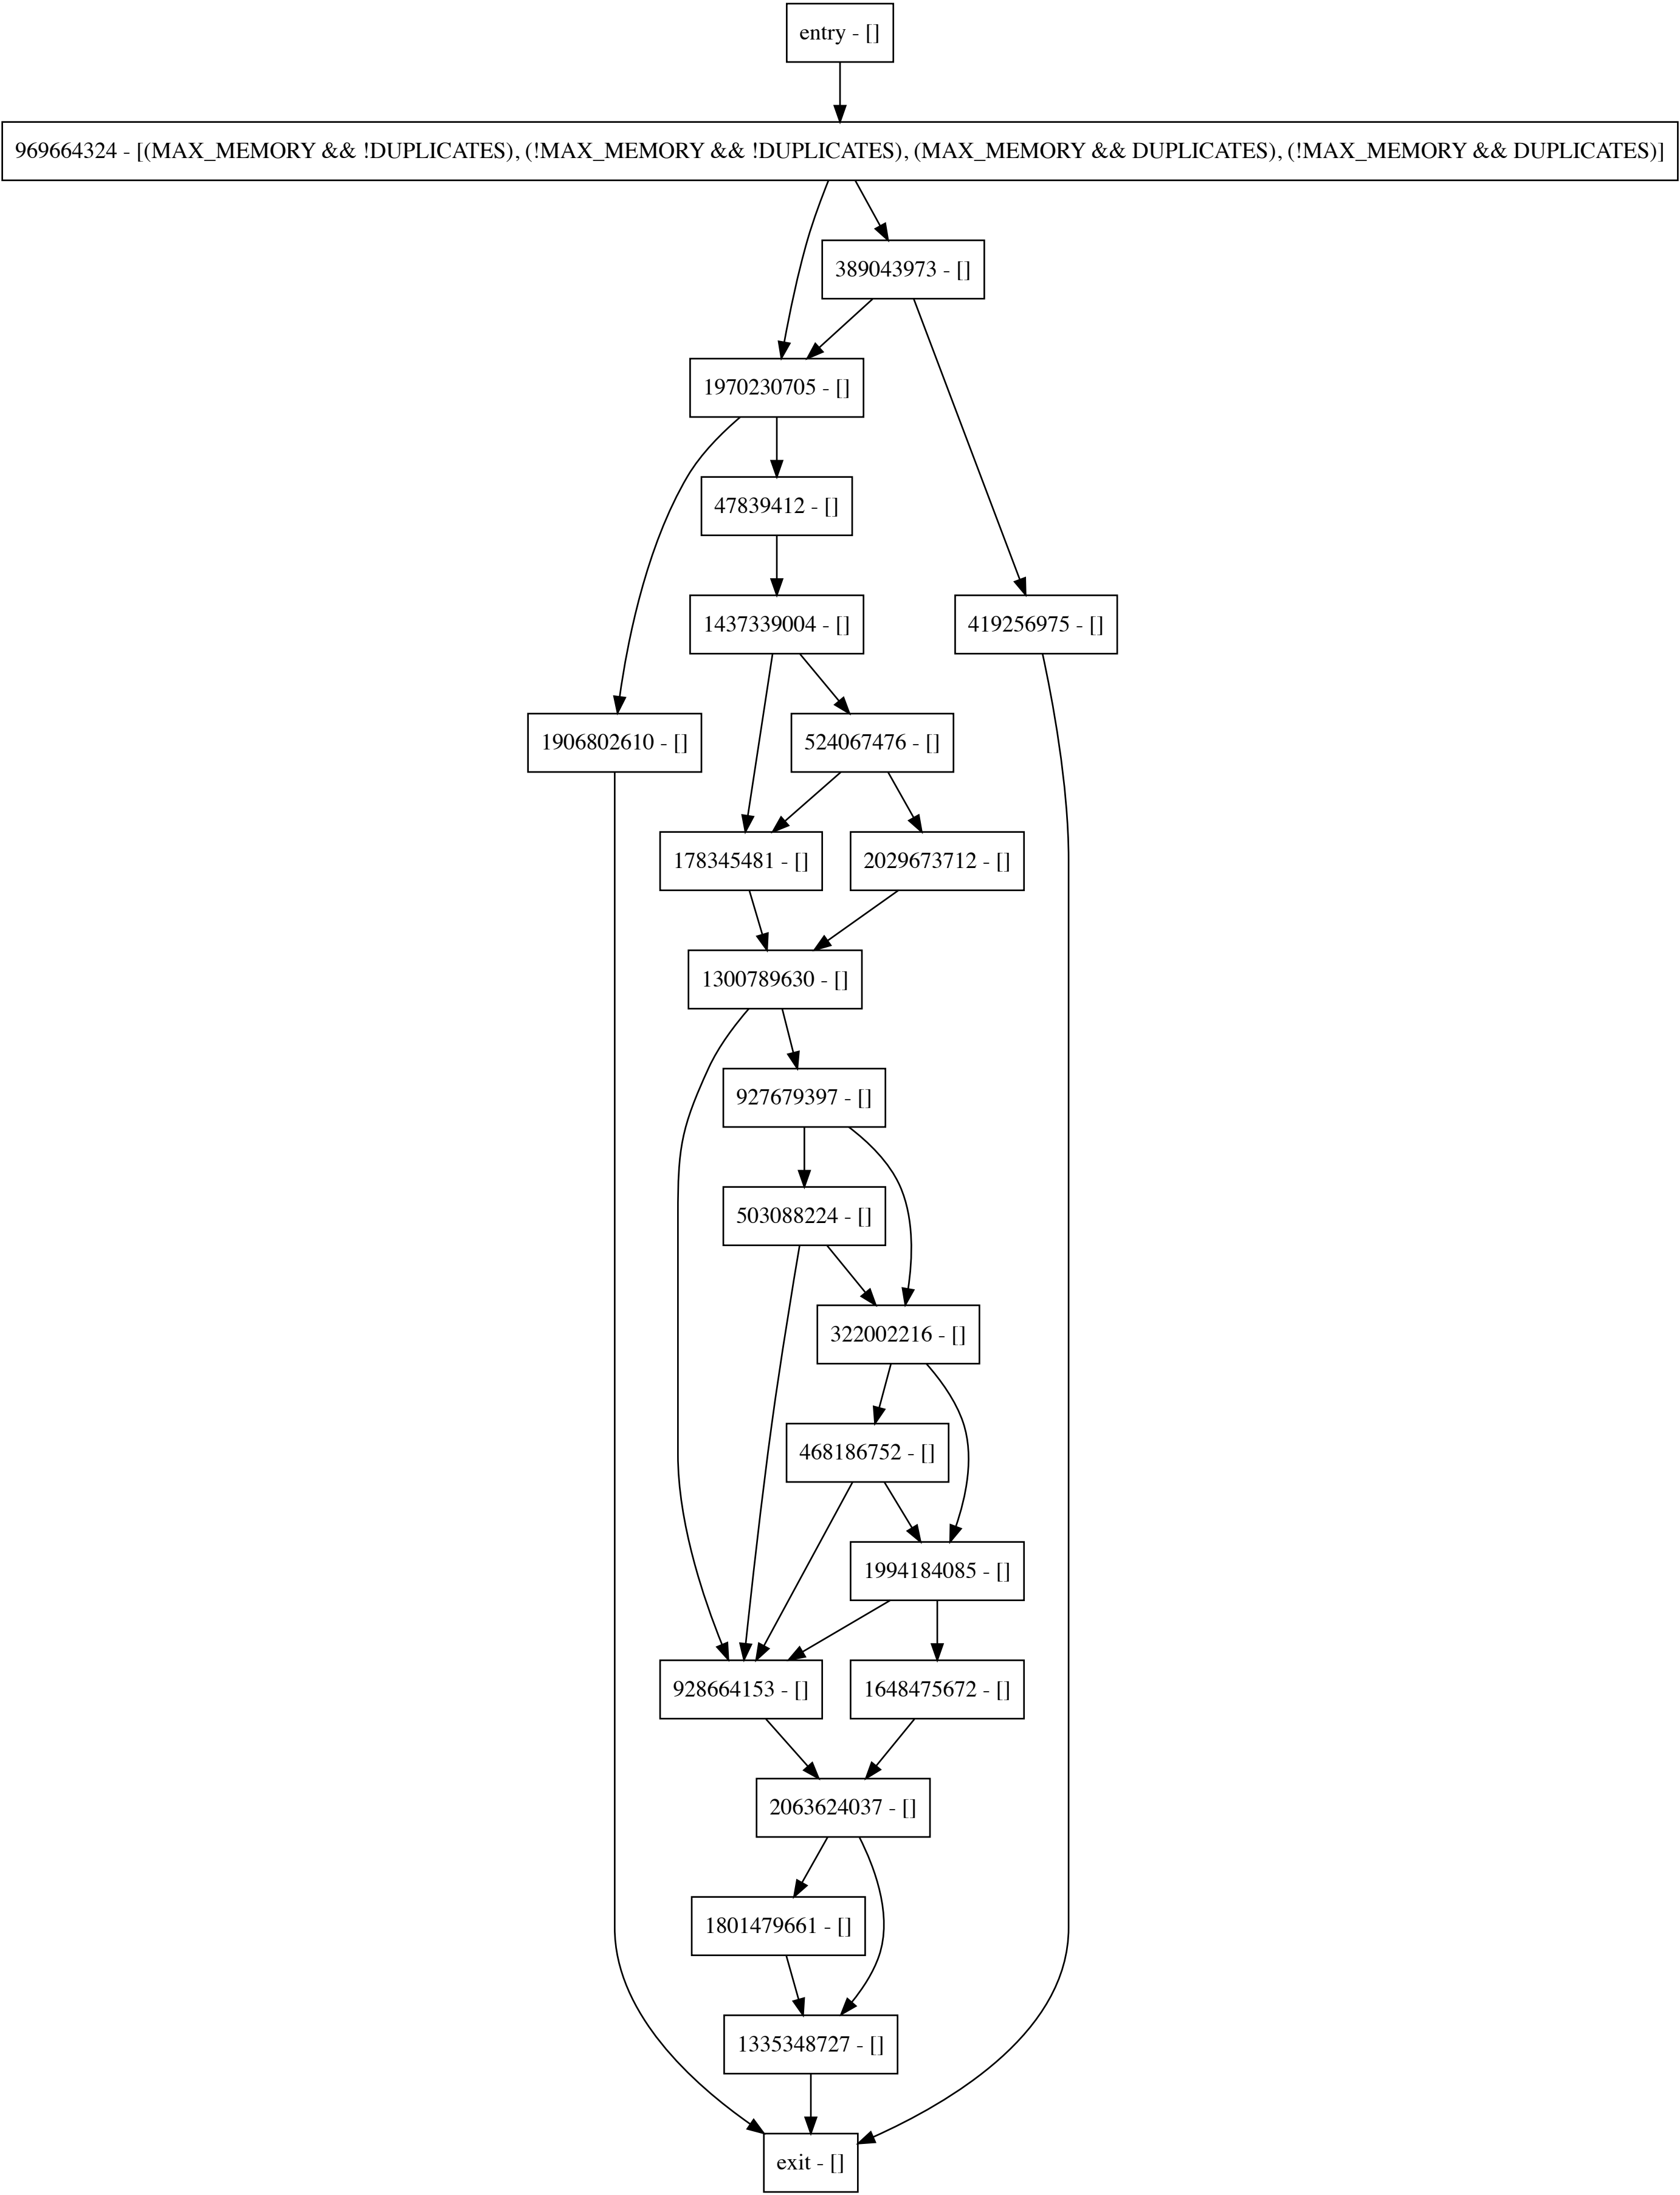 entry - []
969664324 - [(MAX_MEMORY && !DUPLICATES), (!MAX_MEMORY && !DUPLICATES), (MAX_MEMORY && DUPLICATES), (!MAX_MEMORY && DUPLICATES)]
389043973 - []
1970230705 - []
47839412 - []
1437339004 - []
419256975 - []
1906802610 - []
524067476 - []
178345481 - []
2029673712 - []
1300789630 - []
927679397 - []
503088224 - []
322002216 - []
468186752 - []
1994184085 - []
928664153 - []
1648475672 - []
2063624037 - []
1801479661 - []
1335348727 - []
exit - []